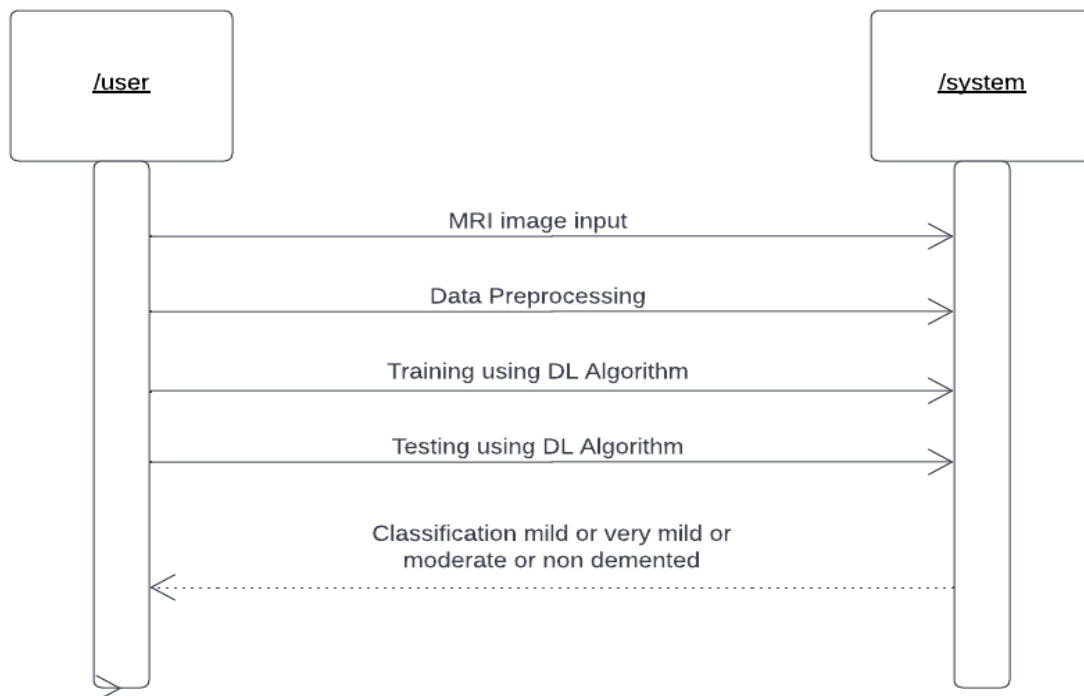 /user
/system
MRI image input
Data Preprocessing
Training using DL Algorithm
Testing using DL Algorithm
Classification mild or very mild or
moderate or non demented